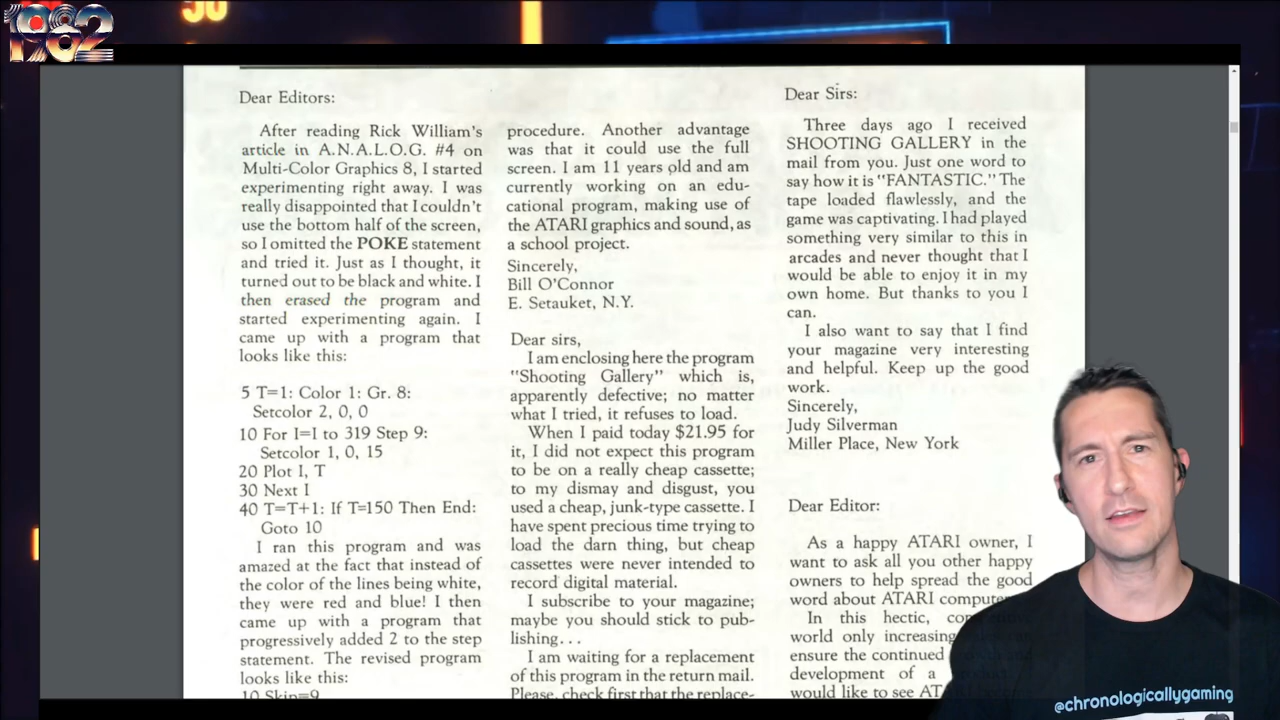 1982
Dear Editors:
After reading Rick William's
article in A.N.A.L.O.G. #4 on
Multi-Color Graphics 8, I started
experimenting right away. I was
really disappointed that I couldn't
use the bottom half of the screen,
so I omitted the POKE statement
and tried it. Just as I thought, it
turned out to be black and white. I
then erased the program and
started experimenting again. I
came up with a program that
looks like this:
5 T=1: Color 1: Gr. 8:
Setcolor 2, 0, 0
10 For I=I to 319 Step 9:
Setcolor 1, 0, 15
20 Plot I, T
30 Next I
40 T=T+1: If T=150 Then End:
Goto 10
I ran this program and was
amazed at the fact that instead of
the color of the lines being white,
they were red and blue! I then
came up with a program that
progressively added 2 to the step
statement. The revised program
looks like this:
10 Skip=9
procedure. Another advantage
was that it could use the full
screen. I am 11 years old and am
currently working on an edu-
cational program, making use of
the ATARI graphics and sound, as
a school project.
Sincerely,
Bill O'Connor
E. Setauket, N.Y.
Dear sirs,
I am enclosing here the program
"Shooting Gallery" which is,
apparently defective; no matter
what I tried, it refuses to load.
When I paid today $21.95 for
it, I did not expect this program
to be on a really cheap cassette;
to my dismay and disgust, you
used a cheap, junk-type cassette. I
have spent precious time trying to
load the darn thing, but cheap
cassettes were never intended to
record digital material.
I subscribe to your magazine;
maybe you should stick to pub-
lishing...
I am waiting for a replacement
of this program in the return mail.
Please, check first that the replace-
Dear Sirs:
Three days ago I received
SHOOTING GALLERY in the
mail from you. Just one word to
say how it is "FANTASTIC." The
tape loaded flawlessly, and the
game was captivating. I had played
something very similar to this in
arcades and never thought that I
would be able to enjoy it in my
own home. But thanks to you I
can.
I also want to say that I find
your magazine very interesting
and helpful. Keep up the good
work.
Sincerely,
Judy Silverman
Miller Place, New York
Dear Editor:
As a happy ATARI owner, I
want to ask all you other happy
owners to help spread the good
word about ATARI
In this hectic,
world only increasing
ensure the continued
development of a
would like to see
@chronologicallygaming